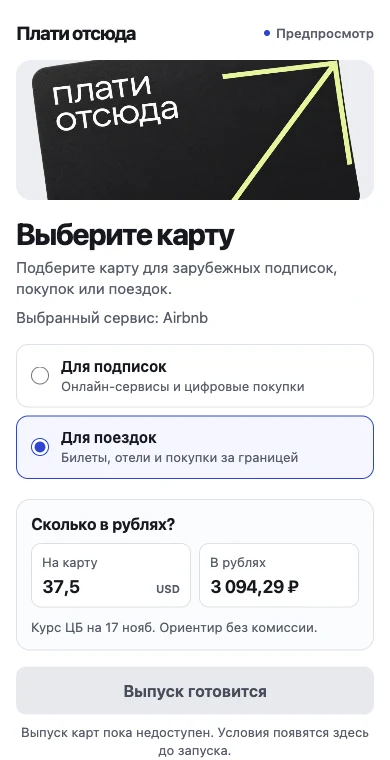 Плати отсюда
Предпросмотр
плати
отсюда
Выберите карту
Подберите карту для зарубежных подписок,
покупок или поездок.
Выбранный сервис: Airbnb
Для подписок
Онлайн-сервисы и цифровые покупки
Для поездок
Билеты, отели и покупки за границей
Сколько в рублях?
На карту
37,5 USD
В рублях
3 094,29 ₽
Курс ЦБ на 17 нояб. Ориентир без комиссии.
Выпуск готовится
Выпуск карт пока недоступен. Условия появятся здесь
до запуска.